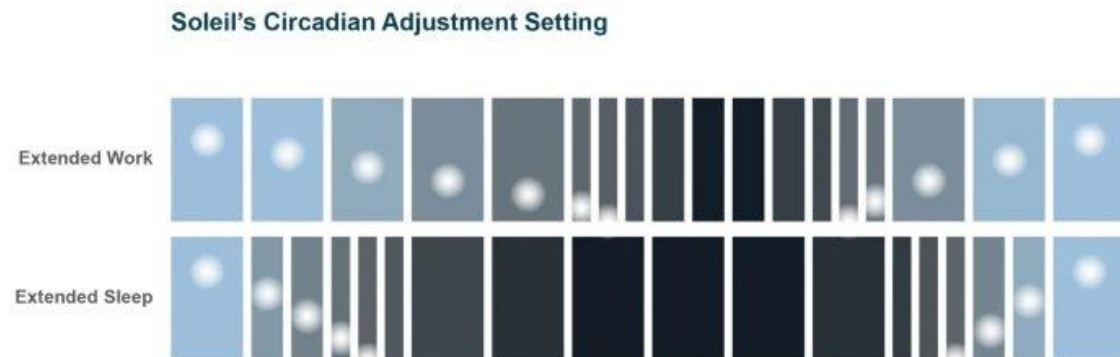 Soleil’s Circadian Adjustment Setting
Extended Work
Extended Sleep